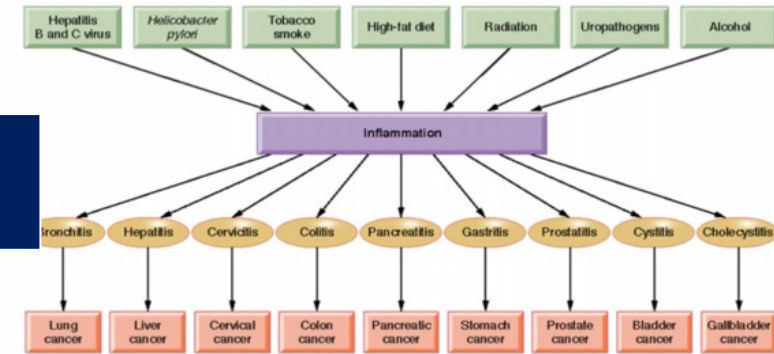 Hepatitis
B and C virus
Helicobacter
pylori
Tobacco
smoke
High-fat diet
Radiation
Uropathogens
Alcohol
Inflammation
Bronchitis
Hepatitis
Cervicitis
Colitis
Pancreatitis
Gastritis
Prostatitis
Cystitis
Cholecystitis
Lung
cancer
Liver
cancer
Cervical
cancer
Colon
cancer
Pancreatic
cancer
Stomach
cancer
Prostate
cancer
Bladder
cancer
Gallbladder
cancer